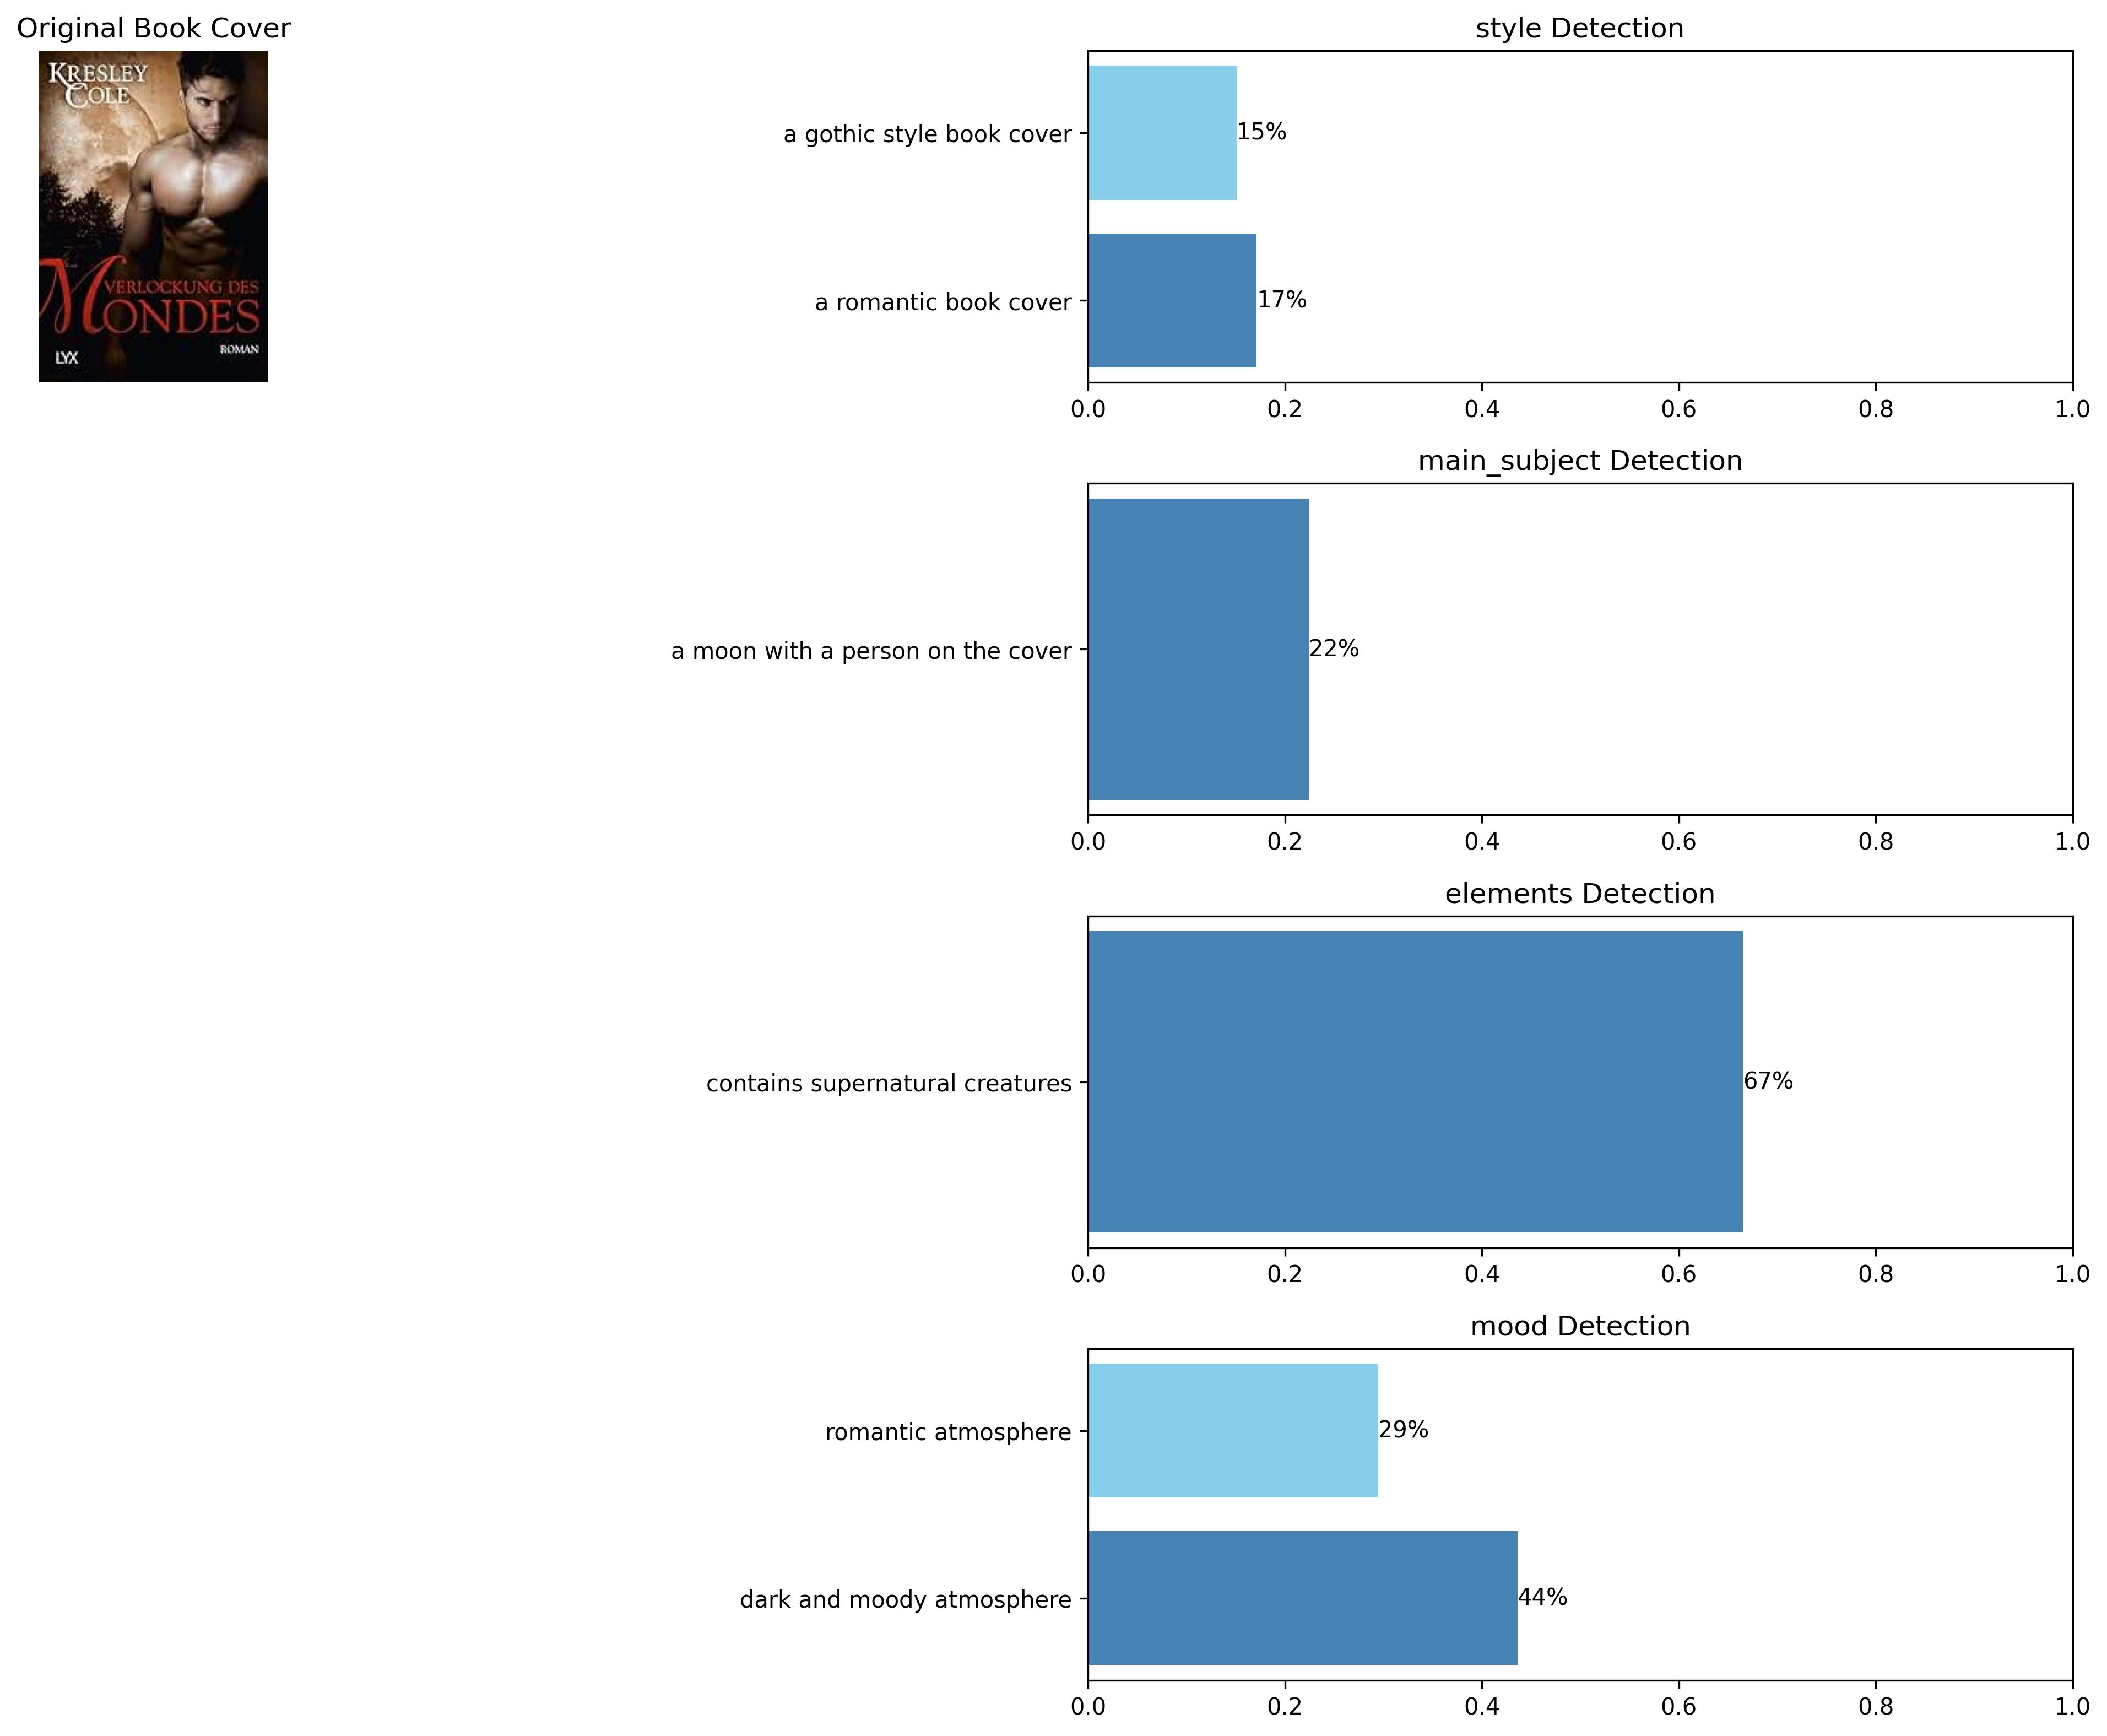 Original Book Cover
KRESLEY
COLE
VERLOCKUNG DES
MONDES
ROMAN
LYX
style Detection
a gothic style book cover
15%
a romantic book cover
17%
0.0 0.2 0.4 0.6 0.8 1.0
main_subject Detection
a moon with a person on the cover
22%
0.0 0.2 0.4 0.6 0.8 1.0
elements Detection
contains supernatural creatures
67%
0.0 0.2 0.4 0.6 0.8 1.0
mood Detection
romantic atmosphere
29%
dark and moody atmosphere
44%
0.0 0.2 0.4 0.6 0.8 1.0